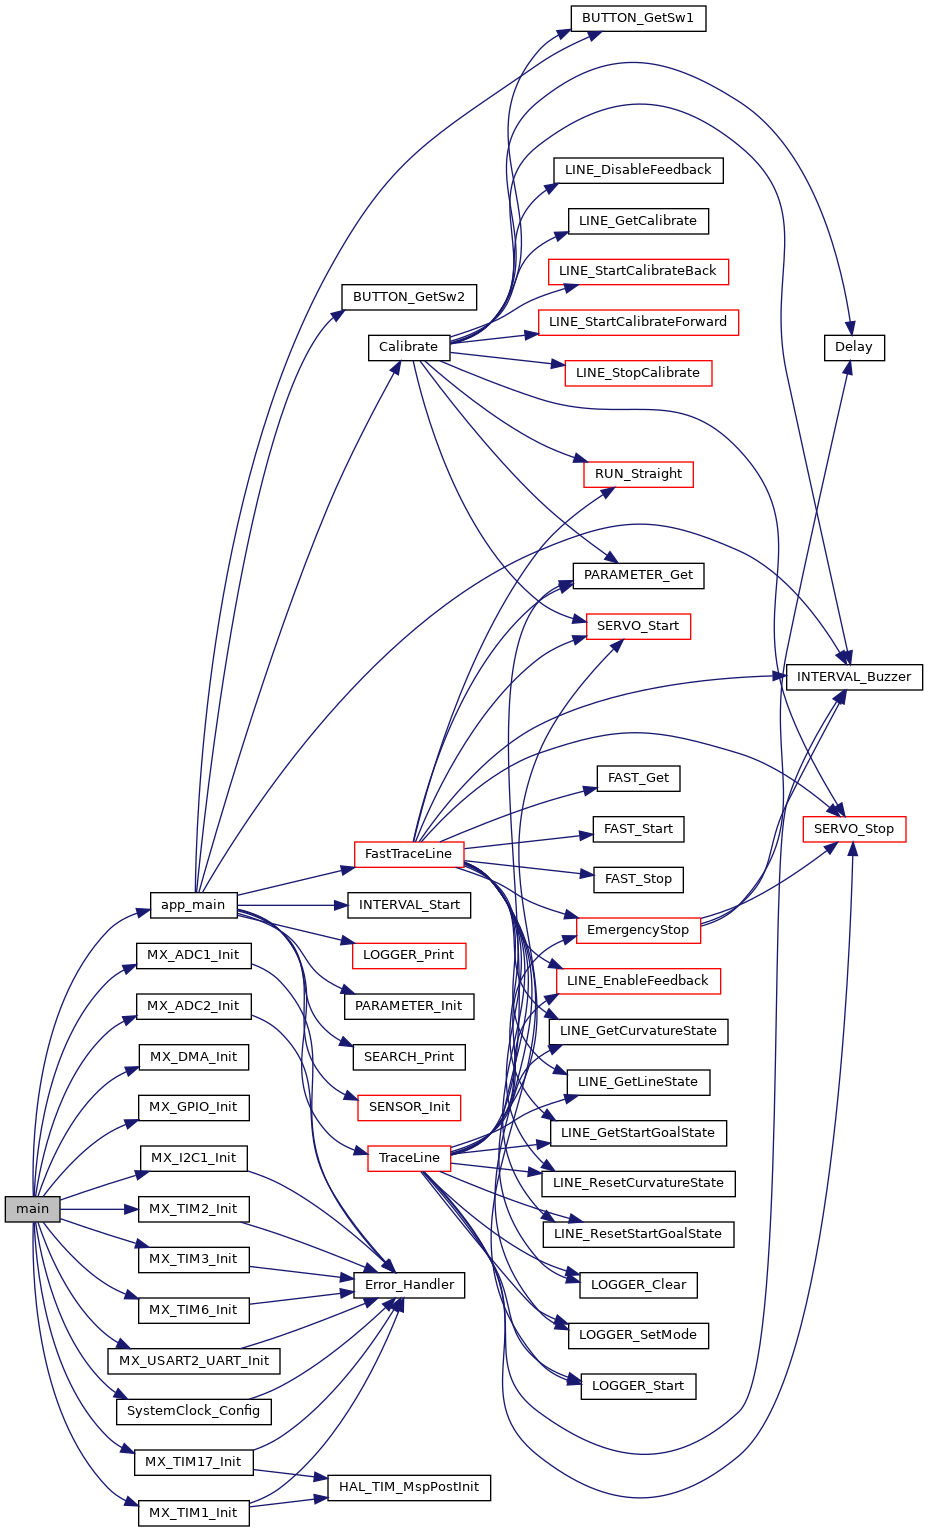 BUTTON_GetSw1
LINE_DisableFeedback
LINE_GetCalibrate
LINE_StartCalibrateBack
BUTTON_GetSw2
LINE_StartCalibrateForward
Calibrate
Delay
LINE_StopCalibrate
RUN_Straight
PARAMETER_Get
SERVO_Start
INTERVAL_Buzzer
FAST_Get
FAST_Start
SERVO_Stop
FastTraceLine
FAST_Stop
app_main
INTERVAL_Start
EmergencyStop
MX_ADC1_Init
LOGGER_Print
LINE_EnableFeedback
MX_ADC2_Init
PARAMETER_Init
LINE_GetCurvatureState
MX_DMA_Init
SEARCH_Print
LINE_GetLineState
MX_GPIO_Init
SENSOR_Init
LINE_GetStartGoalState
MX_I2C1_Init
TraceLine
LINE_ResetCurvatureState
main
MX_TIM2_Init
LINE_ResetStartGoalState
MX_TIM3_Init
Error_Handler
LOGGER_Clear
MX_TIM6_Init
LOGGER_SetMode
MX_USART2_UART_Init
LOGGER_Start
SystemClock_Config
MX_TIM17_Init
HAL_TIM_MspPostInit
MX_TIM1_Init